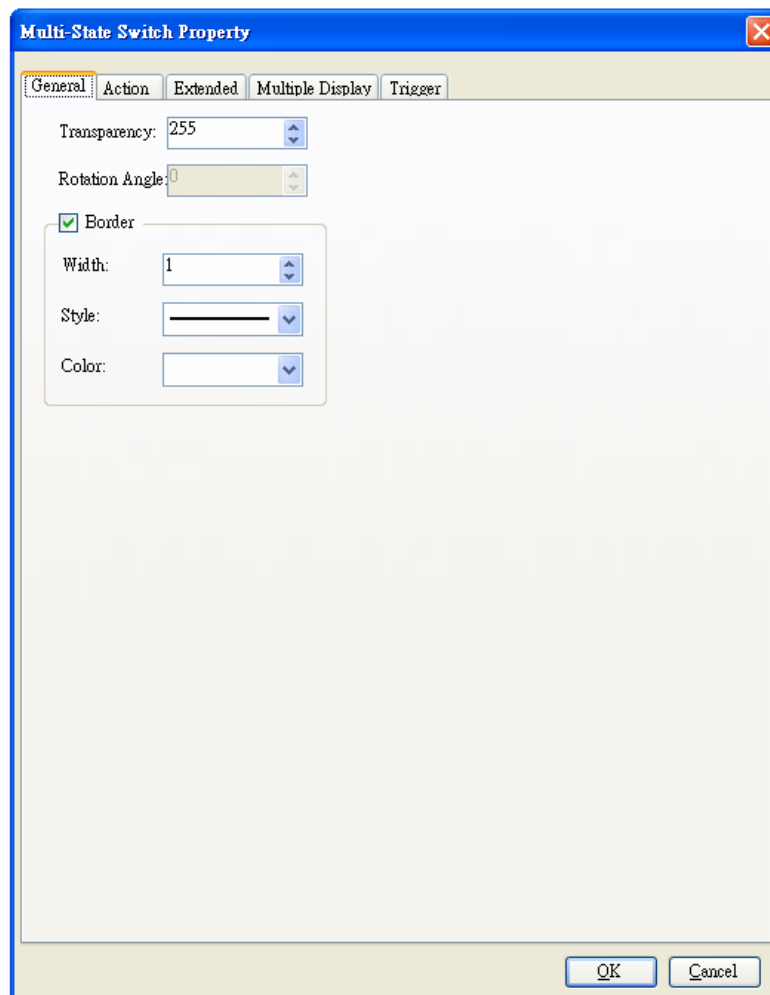 Multi-State Switch Property
General Action Extended Multiple Display Trigger
Transparency: 255
Rotation Angle: 0
Border
Width: 1
Style:
Color:
OK Cancel